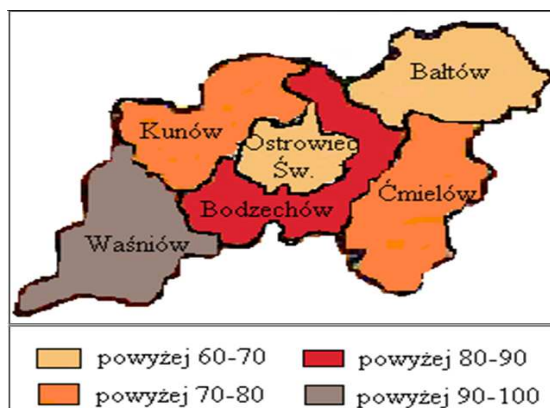 Bałtów
Kunów
Ostrowiec
Św.
Bodzechów
Ćmielów
Waśniów
powyżej 60-70
powyżej 80-90
powyżej 70-80
powyżej 90-100